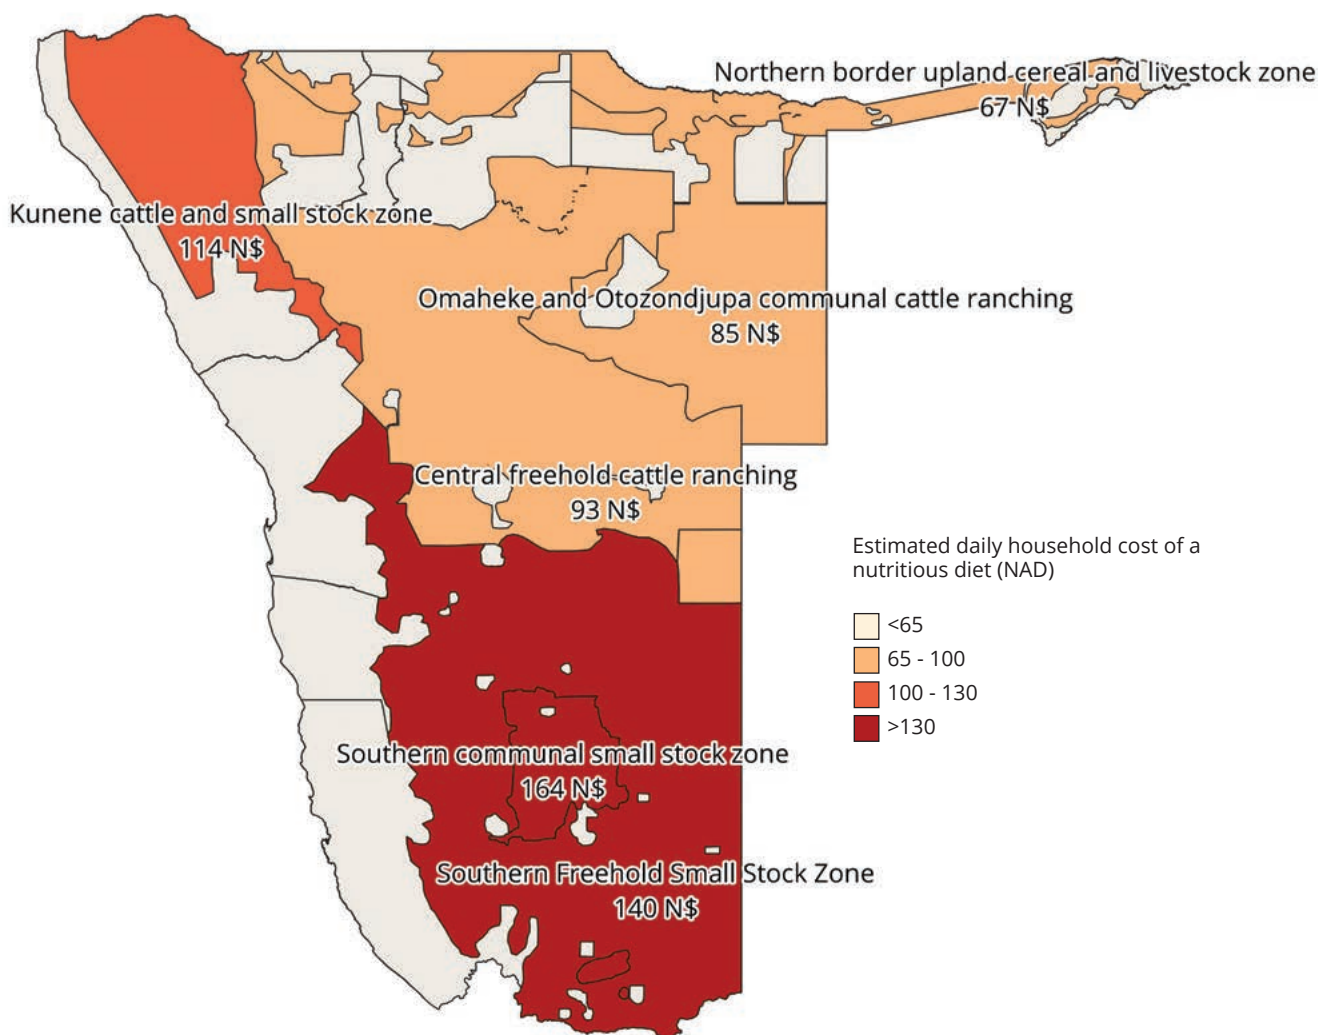 Northern border upland cereal and livestock zone
67 N$
Kunene cattle and small stock zone
114 N$
Omaheke and Otozondjupa communal cattle ranching
85 N$
Central freehold cattle ranching
93 N$
Estimated daily household cost of a
nutritious diet (NAD)
<65
65 - 100
100 - 130
>130
Southern communal small stock zone
164 N$
Southern Freehold Small Stock Zone
140 N$